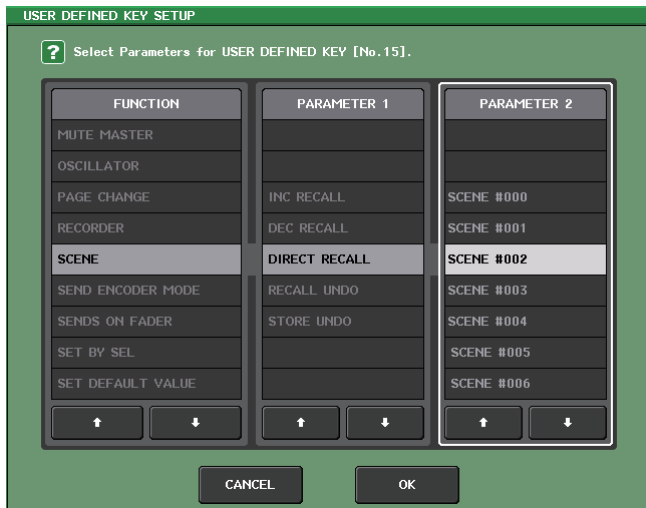 USER DEFINED KEY SETUP
? Select Parameters for USER DEFINED KEY [No.15].
FUNCTION
MUTE MASTER
OSCILLATOR
PAGE CHANGE
RECORDER
SCENE
SEND ENCODER MODE
SENDS ON FADER
SET BY SEL
SET DEFAULT VALUE
PARAMETER 1
INC RECALL
DEC RECALL
DIRECT RECALL
RECALL UNDO
STORE UNDO
PARAMETER 2
SCENE #000
SCENE #001
SCENE #002
SCENE #003
SCENE #004
SCENE #005
SCENE #006
CANCEL
OK